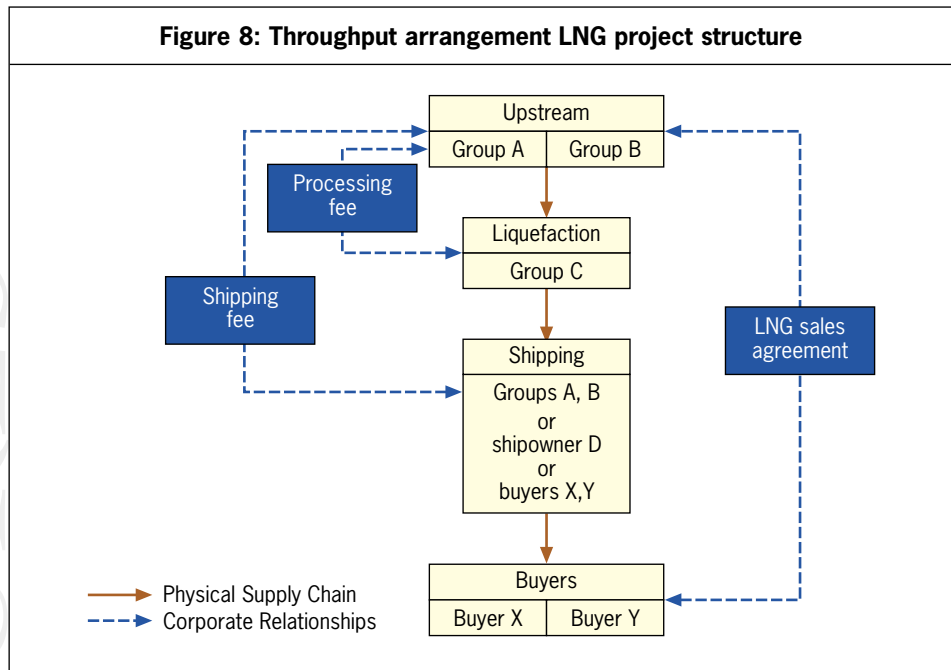 Figure 8: Throughput arrangement LNG project structure
Upstream
Group A
Group B
Processing
fee
Liquefaction
Group C
Shipping
fee
LNG sales
agreement
Shipping
Groups A, B
or
shipowner D
or
buyers X,Y
Buyers
Buyer X
Buyer Y
Physical Supply Chain
Corporate Relationships